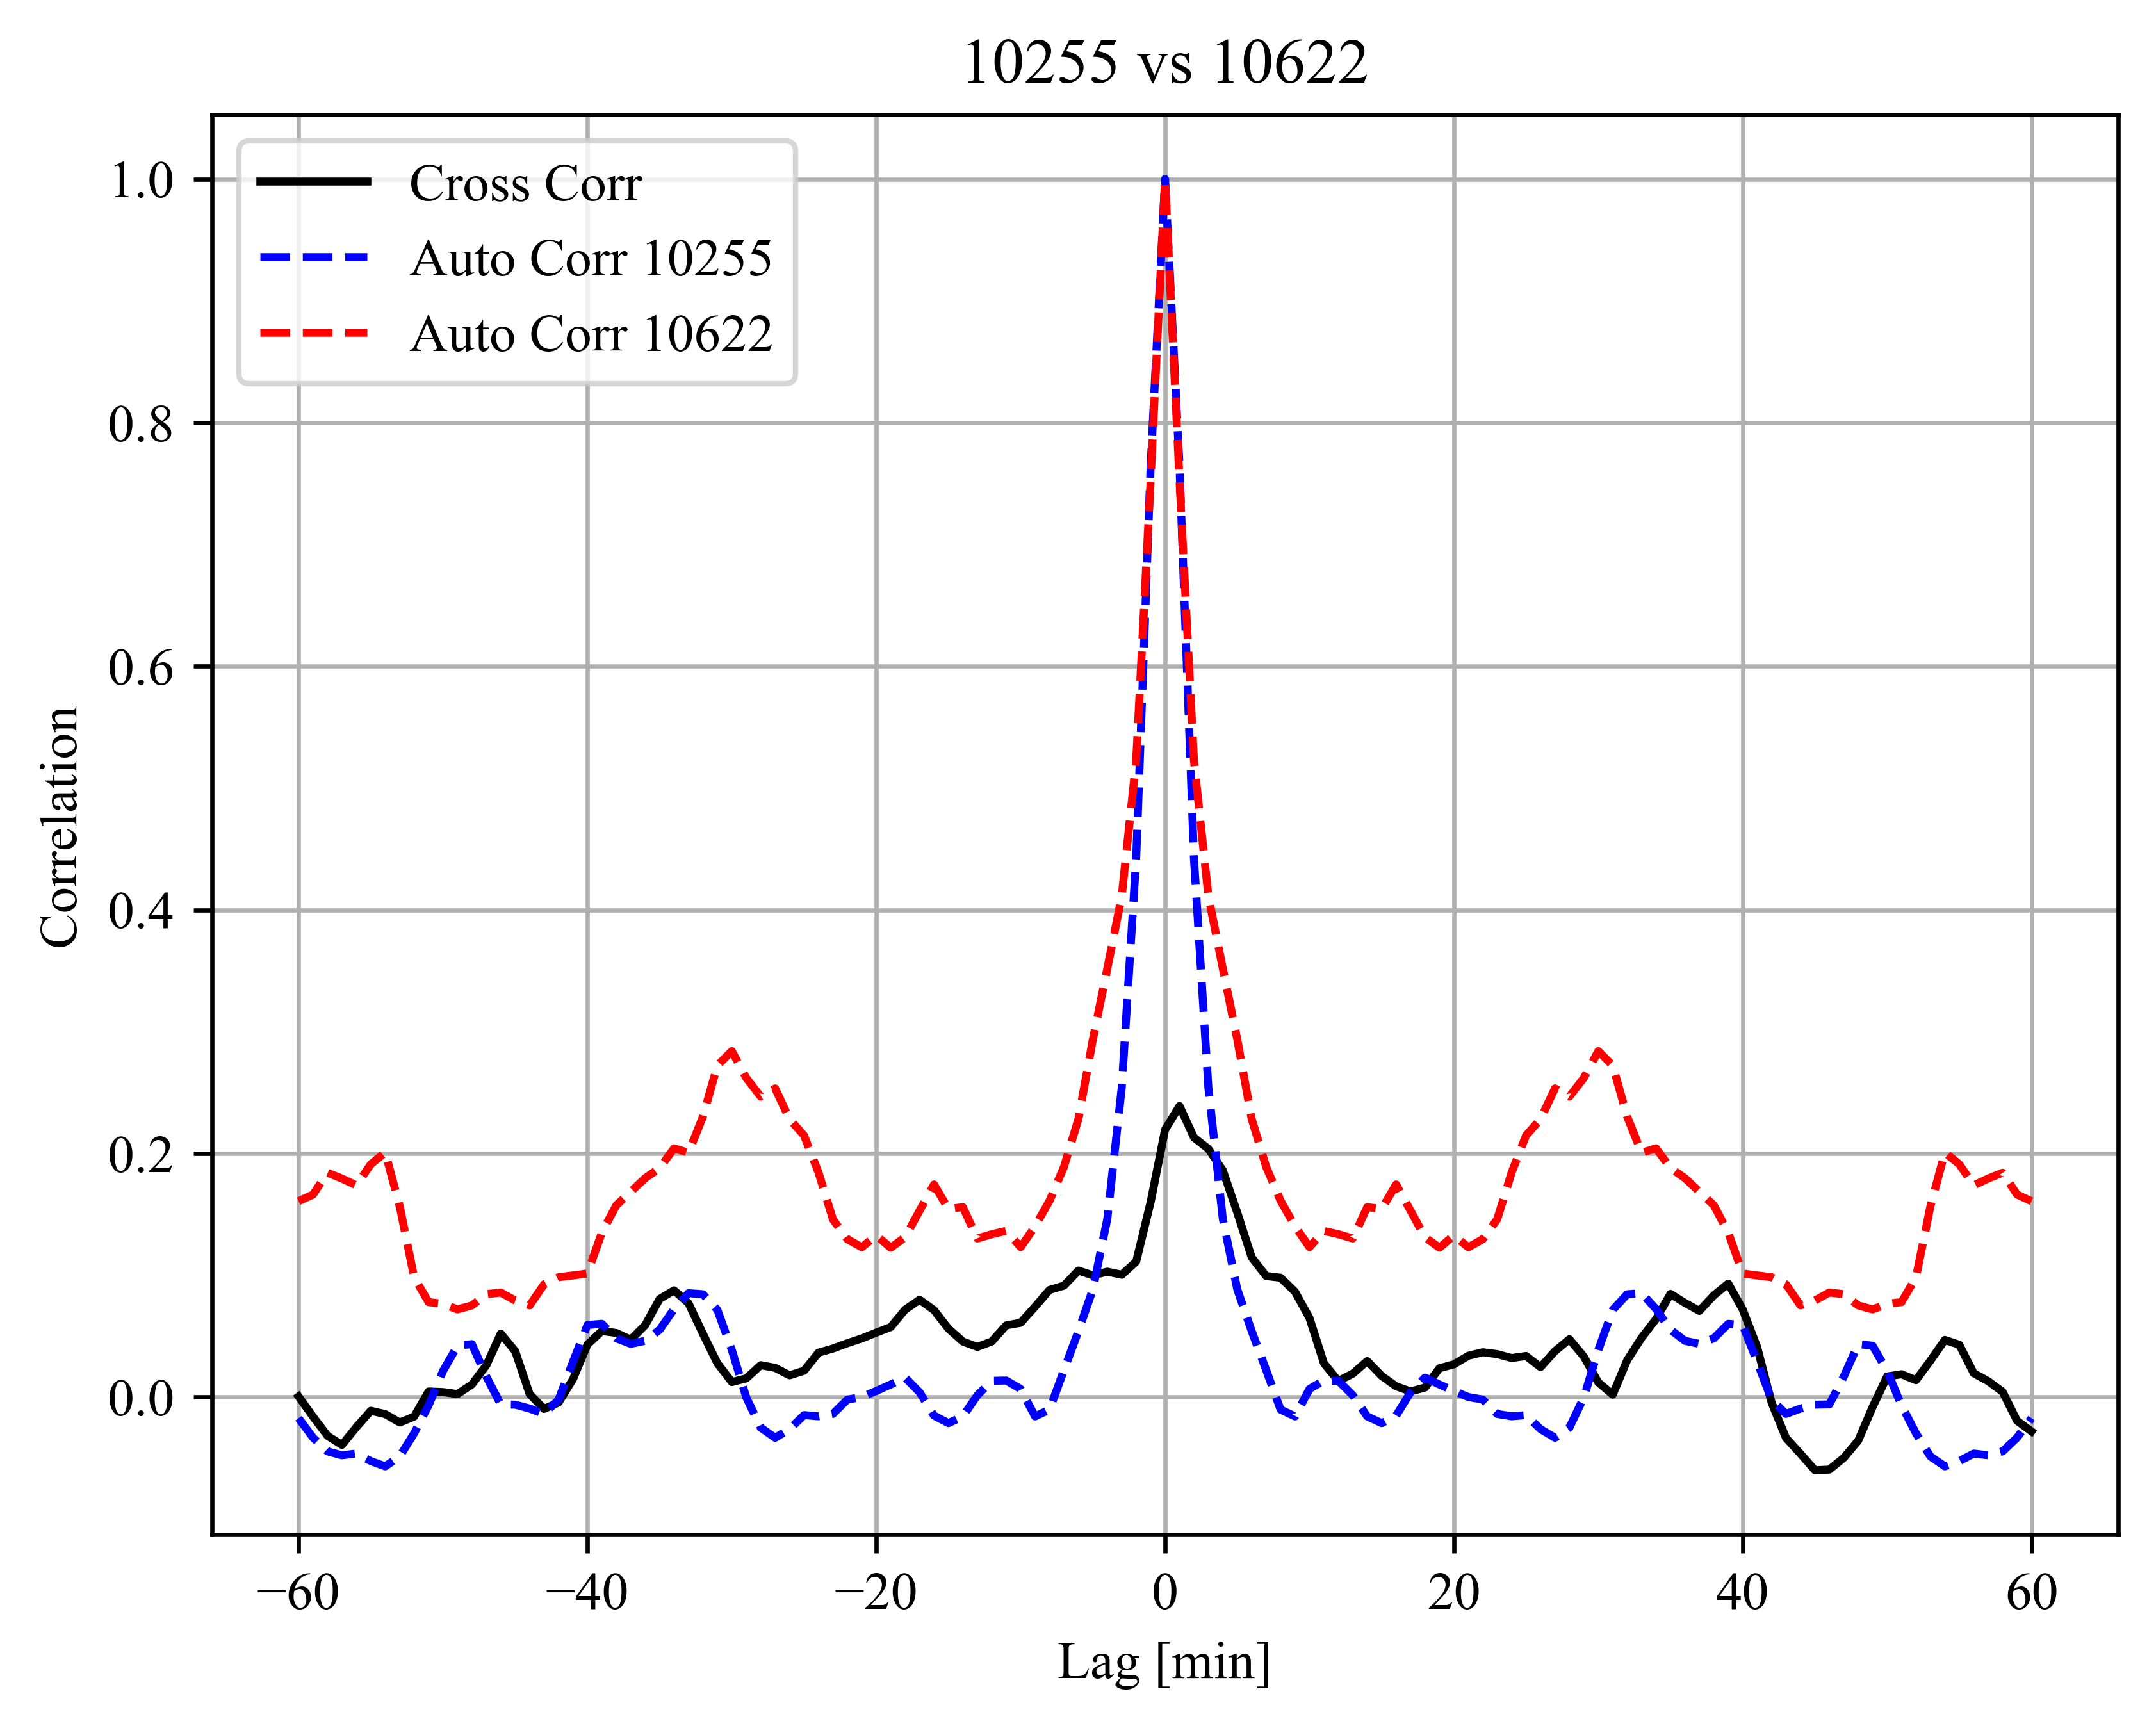 10255 vs 10622
Cross Corr
Auto Corr 10255
Auto Corr 10622
1.0
0.8
0.6
0.4
0.2
0.0
Correlation
−60 −40 −20 0 20 40 60
Lag [min]